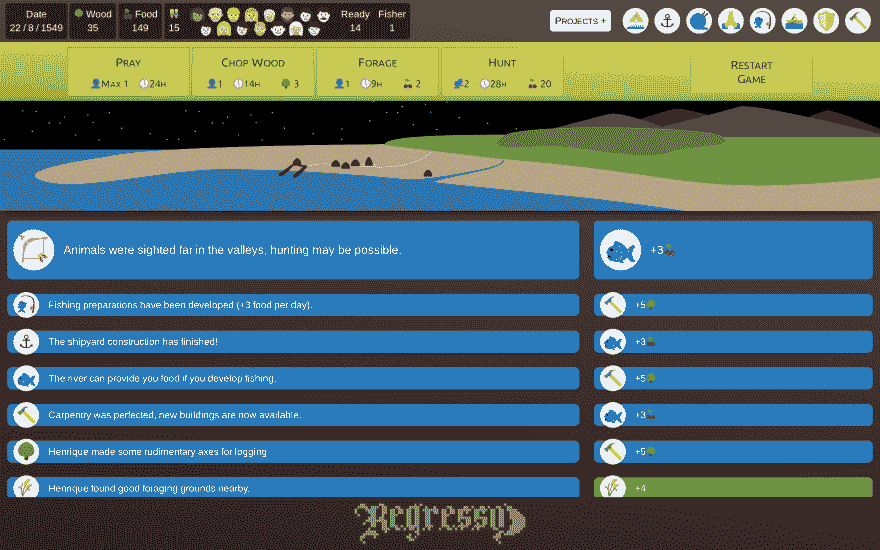 Date
22 / 8 / 1549
Wood
35
Food
149
15
Ready
14
Fisher
1
Projects +
Pray
Max 1 24h
Chop Wood
1 14h 3
Forage
1 9h 2
Hunt
2 28h 20
Restart
Game
Animals were sighted far in the valleys, hunting may be possible.
+3
Fishing preparations have been developed (+3 food per day).
+5
The shipyard construction has finished!
+3
The river can provide you food if you develop fishing.
+5
Carpentry was perfected, new buildings are now available.
+3
Henrique made some rudimentary axes for logging
+5
Henrique found good foraging grounds nearby.
+4
Regresso